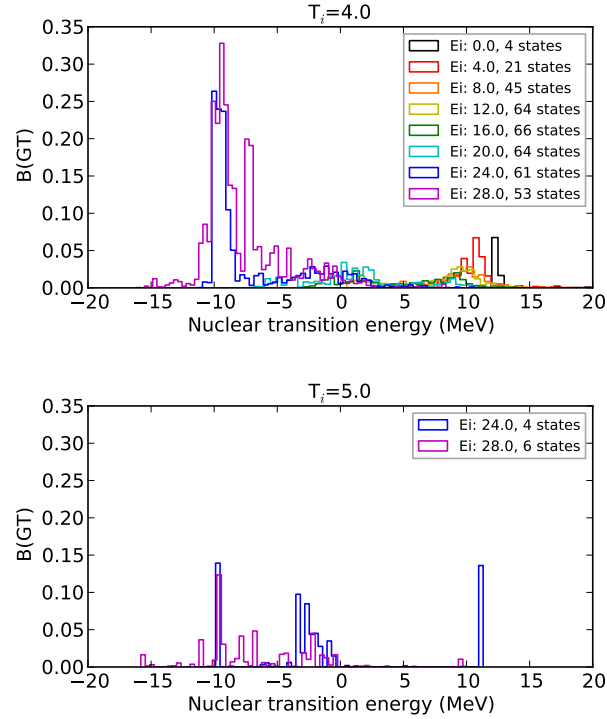 T_i=4.0
0.35
0.30
0.25
0.20
0.15
0.10
0.05
0.00
B(GT)
Ei: 0.0, 4 states
Ei: 4.0, 21 states
Ei: 8.0, 45 states
Ei: 12.0, 64 states
Ei: 16.0, 66 states
Ei: 20.0, 64 states
Ei: 24.0, 61 states
Ei: 28.0, 53 states
−20 −15 −10 −5 0 5 10 15 20
Nuclear transition energy (MeV)
T_i=5.0
0.35
0.30
0.25
0.20
0.15
0.10
0.05
0.00
B(GT)
Ei: 24.0, 4 states
Ei: 28.0, 6 states
−20 −15 −10 −5 0 5 10 15 20
Nuclear transition energy (MeV)